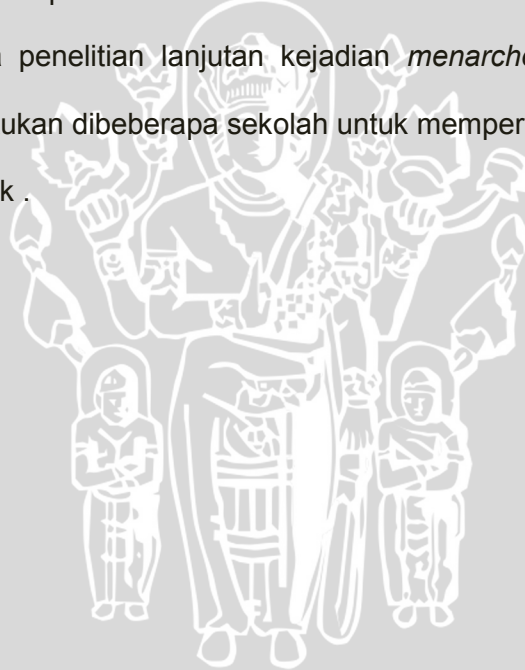 penelitian lanjutan kejadian menarche
ukan dibeberapa sekolah untuk memper
k .